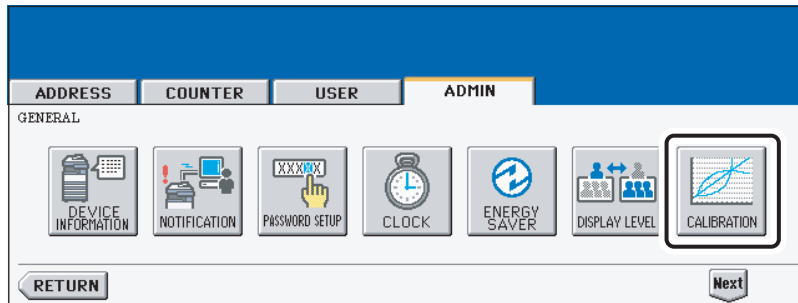 ADDRESS COUNTER USER ADMIN
GENERAL
XXXXX
DEVICE INFORMATION NOTIFICATION PASSWORD SETUP CLOCK ENERGY SAVER DISPLAY LEVEL CALIBRATION
RETURN Next